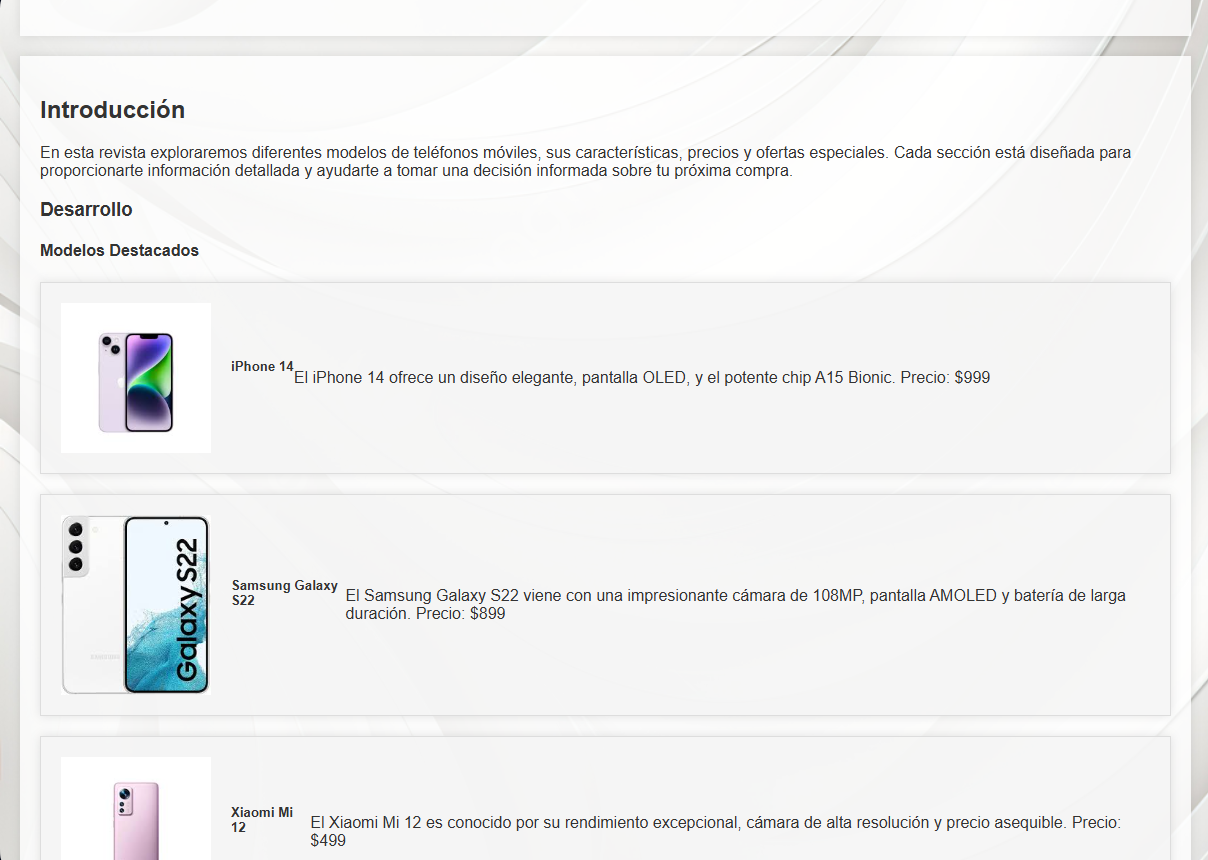 Introducción
En esta revista exploraremos diferentes modelos de teléfonos móviles, sus características, precios y ofertas especiales. Cada sección está diseñada para
proporcionarte información detallada y ayudarte a tomar una decisión informada sobre tu próxima compra.
Desarrollo
Modelos Destacados
iPhone 14
El iPhone 14 ofrece un diseño elegante, pantalla OLED, y el potente chip A15 Bionic. Precio: $999
SAMSUNG
Galaxy S22
Samsung Galaxy
S22
El Samsung Galaxy S22 viene con una impresionante cámara de 108MP, pantalla AMOLED y batería de larga
duración. Precio: $899
Xiaomi Mi
12
El Xiaomi Mi 12 es conocido por su rendimiento excepcional, cámara de alta resolución y precio asequible. Precio:
$499